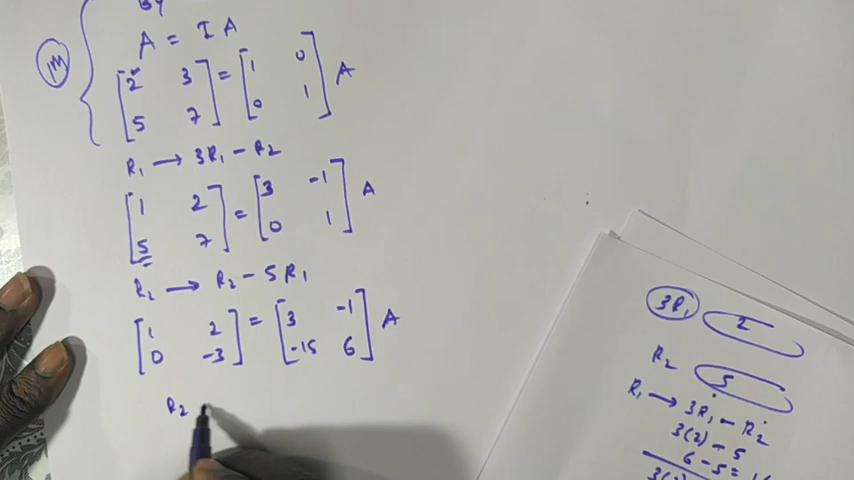 By
1M
A = IA
[2 3] = [1 0] A
[5 7] [0 1]
R₁ → 3R₁ - R₂
[1 2] = [3 -1] A
[5 7] [0 1]
R₂ → R₂ - 5R₁
[1 2] = [3 -1] A
[0 -3] [-15 6]
R₂
3R₁ 2
R₂ 5
R₁ → 3R₁ - R₂
3(2) - 5
6 - 5 =